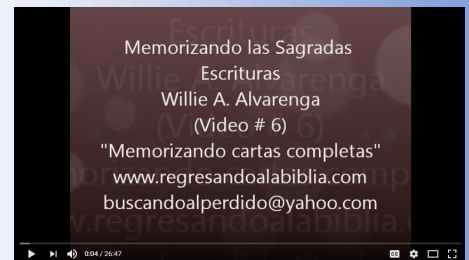 Memorizando las Sagradas
Escrituras
Willie A. Alvarenga
(Video # 6)
"Memorizando cartas completas"
www.regresandoalabiblia.com
buscandoalperdido@yahoo.com
0:04 / 26:47
CC